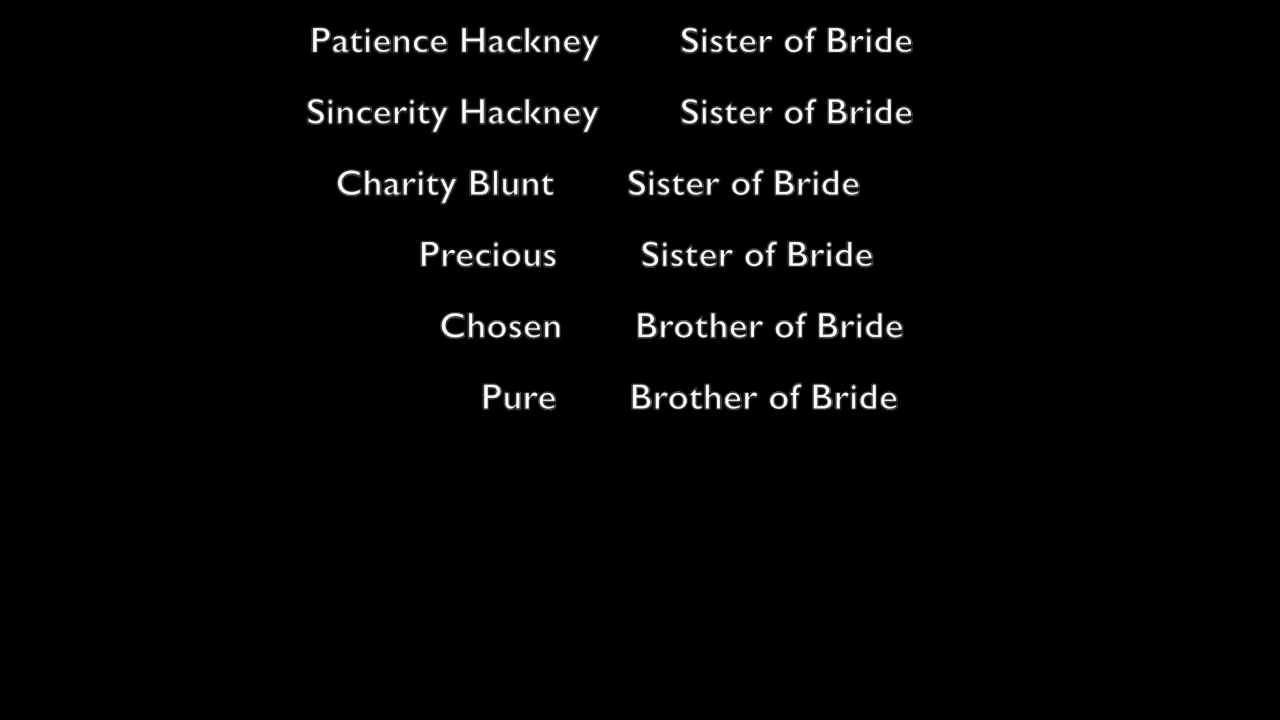 Patience Hackney Sister of Bride
Sincerity Hackney Sister of Bride
Charity Blunt Sister of Bride
Precious Sister of Bride
Chosen Brother of Bride
Pure Brother of Bride